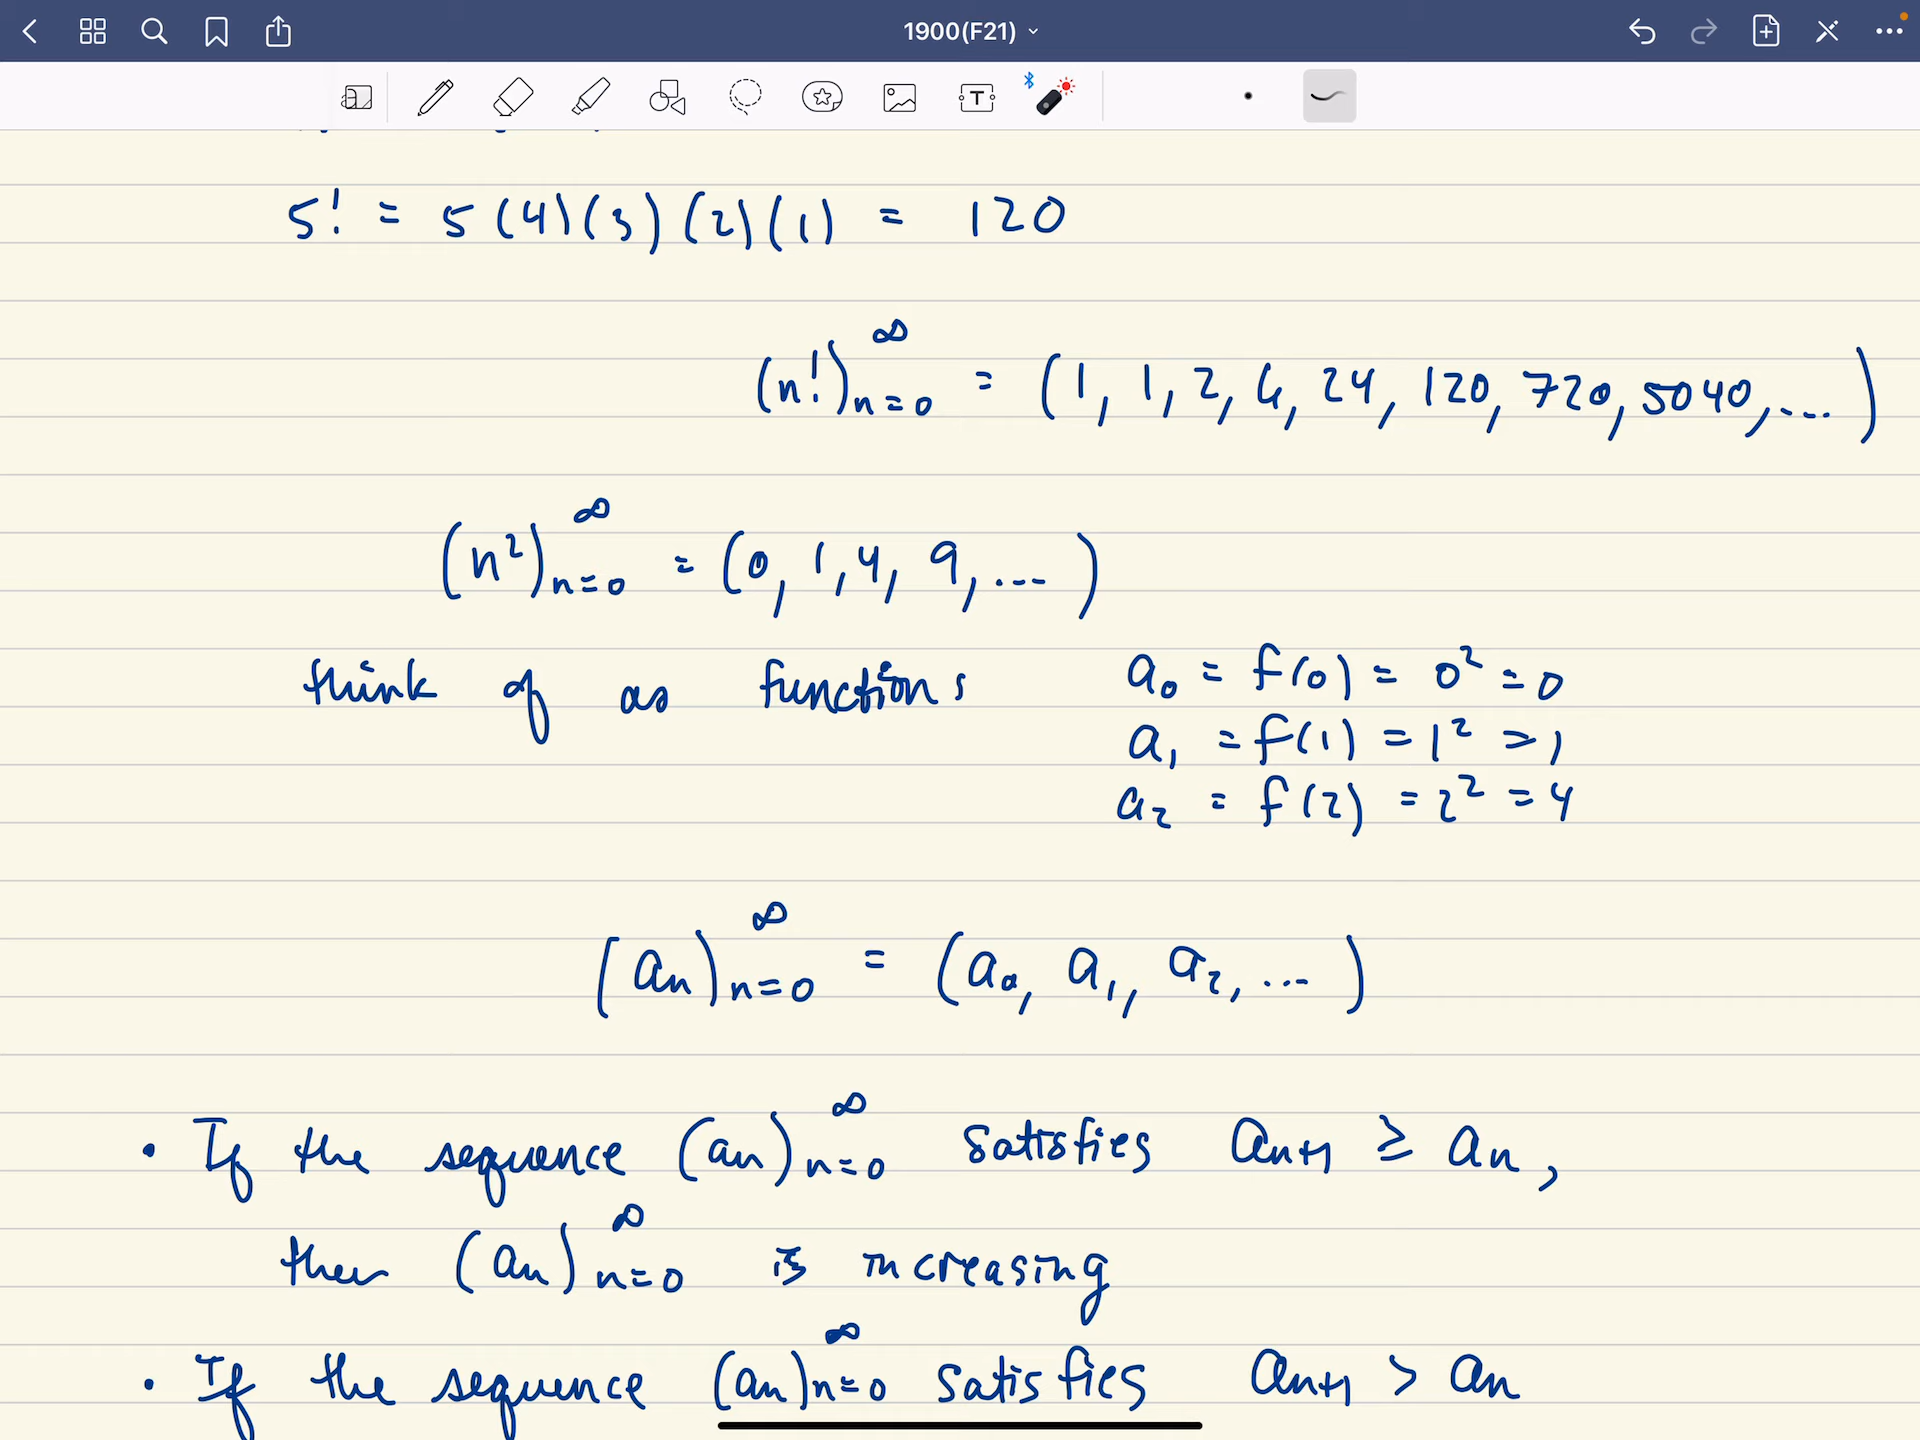 1900(F21)
5! = 5(4)(3)(2)(1) = 120
(n!)_{n=0}^∞ = (1, 1, 2, 6, 24, 120, 720, 5040, ... )
(n²)_{n=0}^∞ = (0, 1, 4, 9, ... )
think of as functions
a₀ = f(0) = 0² = 0
a₁ = f(1) = 1² = 1
a₂ = f(2) = 2² = 4
(aₙ)_{n=0}^∞ = (a₀, a₁, a₂, ... )
• If the sequence (aₙ)_{n=0}^∞ satisfies aₙ₊₁ ≥ aₙ,
then (aₙ)_{n=0}^∞ is increasing
• If the sequence (aₙ)_{n=0}^∞ satisfies aₙ₊₁ > aₙ